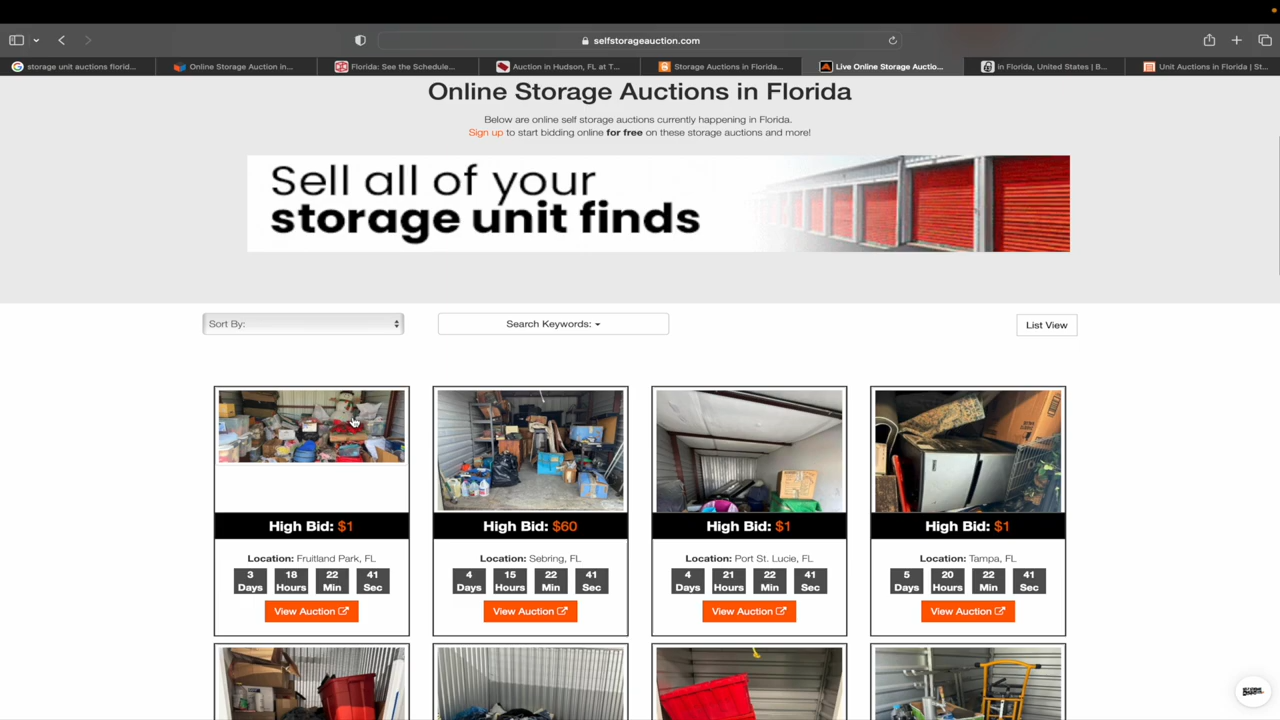 selfstorageauction.com
storage unit auctions florid...
Online Storage Auction in...
Florida: See the Schedule...
Auction in Hudson, FL at T...
Storage Auctions in Florida...
Live Online Storage Auctio...
in Florida, United States | B...
Unit Auctions in Florida | St...
Online Storage Auctions in Florida
Below are online self storage auctions currently happening in Florida.
Sign up to start bidding online for free on these storage auctions and more!
Sell all of your
storage unit finds
Sort By:
Search Keywords:
List View
High Bid: $1
Location: Fruitland Park, FL
3 18 22 41
Days Hours Min Sec
View Auction
High Bid: $60
Location: Sebring, FL
4 15 22 41
Days Hours Min Sec
View Auction
High Bid: $1
Location: Port St. Lucie, FL
4 21 22 41
Days Hours Min Sec
View Auction
High Bid: $1
Location: Tampa, FL
5 20 22 41
Days Hours Min Sec
View Auction